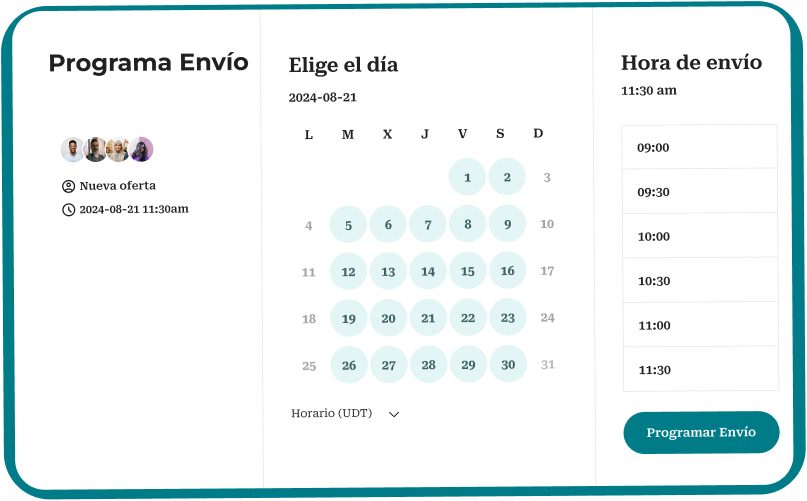 Programa Envío
Nueva oferta
2024-08-21 11:30am
Elige el día
2024-08-21
L M X J V S D
1 2 3
4 5 6 7 8 9 10
11 12 13 14 15 16 17
18 19 20 21 22 23 24
25 26 27 28 29 30 31
Horario (UDT)
Hora de envío
11:30 am
09:00
09:30
10:00
10:30
11:00
11:30
Programar Envío